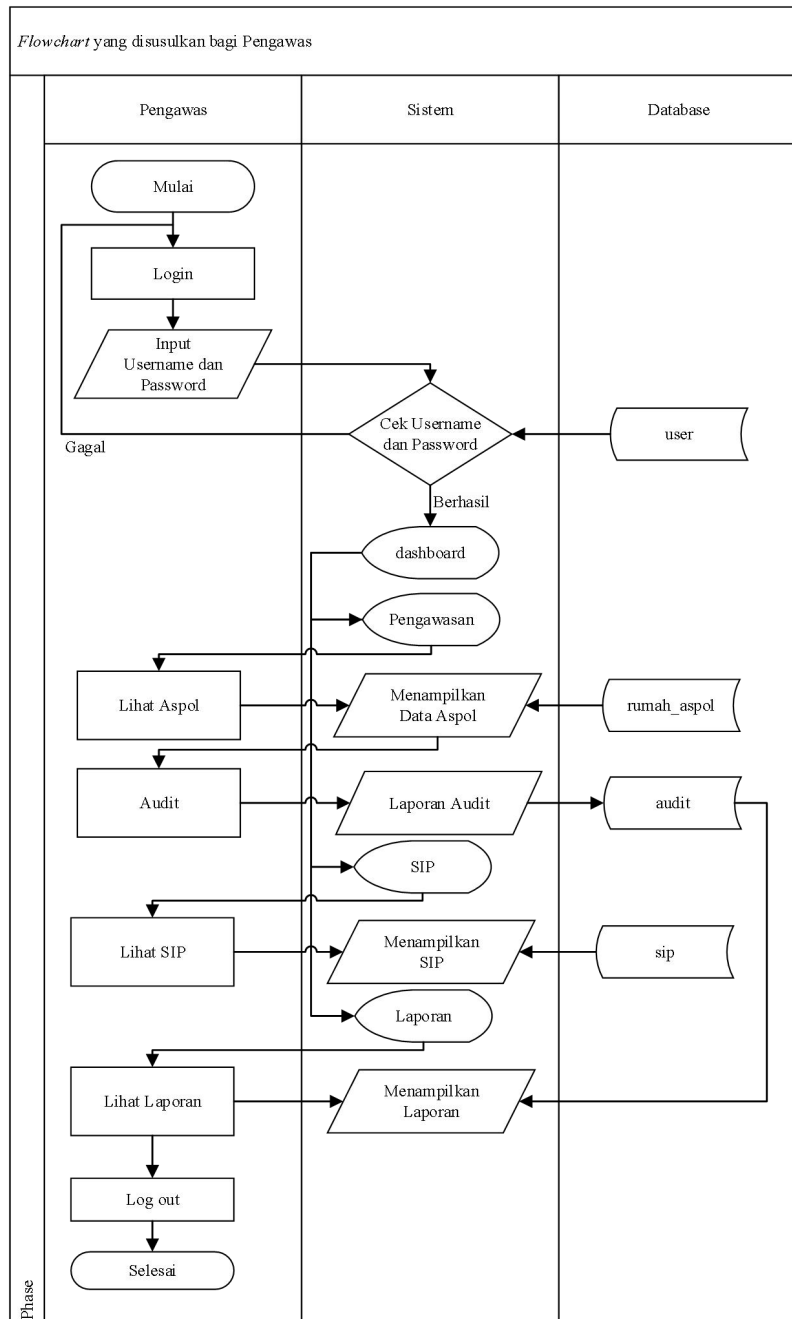 Flowchart yang disusulkan bagi Pengawas
Pengawas
Sistem
Database
Mulai
Login
Input
Username dan
Password
Cek Username
dan Password
user
Gagal
Berhasil
dashboard
Pengawasan
Lihat Aspol
Menampilkan
Data Aspol
rumah_aspol
Audit
Laporan Audit
audit
SIP
Lihat SIP
Menampilkan
SIP
sip
Laporan
Lihat Laporan
Menampilkan
Laporan
Log out
Selesai
Phase